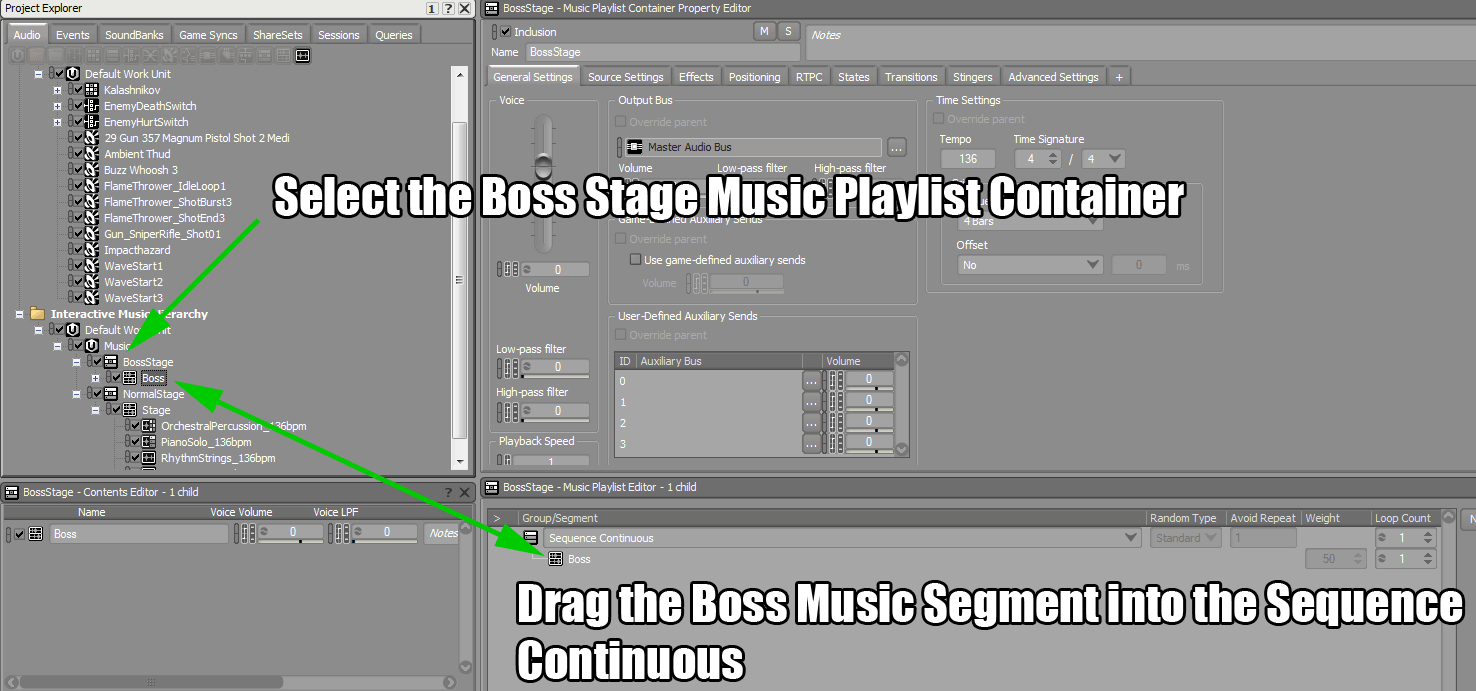 Project Explorer
1 ? X
Audio Events SoundBanks Game Syncs ShareSets Sessions Queries
Default Work Unit
Kalashnikov
EnemyDeathSwitch
EnemyHurtSwitch
29 Gun 357 Magnum Pistol Shot 2 Medi
Ambient Thud
Buzz Whoosh 3
FlameThrower_IdleLoop1
FlameThrower_ShotBurst3
FlameThrower_ShotEnd3
Gun_SniperRifle_Shot01
Impacthazard
WaveStart1
WaveStart2
WaveStart3
Interactive Music Hierarchy
Default Work Unit
Music
BossStage
Boss
NormalStage
Stage
OrchestralPercussion_136bpm
PianoSolo_136bpm
RhythmStrings_136bpm
BossStage - Music Playlist Container Property Editor
Inclusion
M S
Notes
Name BossStage
General Settings Source Settings Effects Positioning RTPC States Transitions Stingers Advanced Settings +
Voice
0
Volume
Low-pass filter
0
High-pass filter
0
Playback Speed
1
Output Bus
Override parent
Master Audio Bus ...
Volume Low-pass filter High-pass filter
Game-Defined Auxiliary Sends
Override parent
Use game-defined auxiliary sends
Volume 0
User-Defined Auxiliary Sends
Override parent
ID Auxiliary Bus Volume
0 ... 0
1 ... 0
2 ... 0
3 ... 0
Time Settings
Override parent
Tempo Time Signature
136 4 / 4
4 Bars
Offset
No 0 ms
Select the Boss Stage Music Playlist Container
BossStage - Contents Editor - 1 child
? X
Name Voice Volume Voice LPF
Boss 0 0 Notes
BossStage - Music Playlist Editor - 1 child
> Group/Segment Random Type Avoid Repeat Weight Loop Count
Sequence Continuous Standard 1 1
Boss 50 1
Drag the Boss Music Segment into the Sequence
Continuous